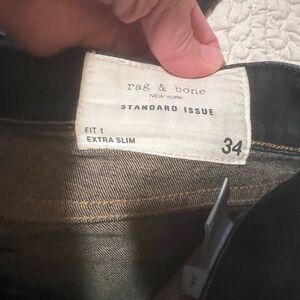 rag & bone
NEW YORK
STANDARD ISSUE
FIT 1
EXTRA SLIM
34